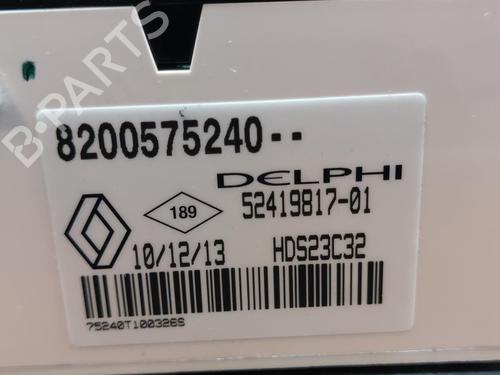 B-PARTS
8200575240--
DELPHI
189
52419817-01
10/12/13
HDS23C32
75240T100326S